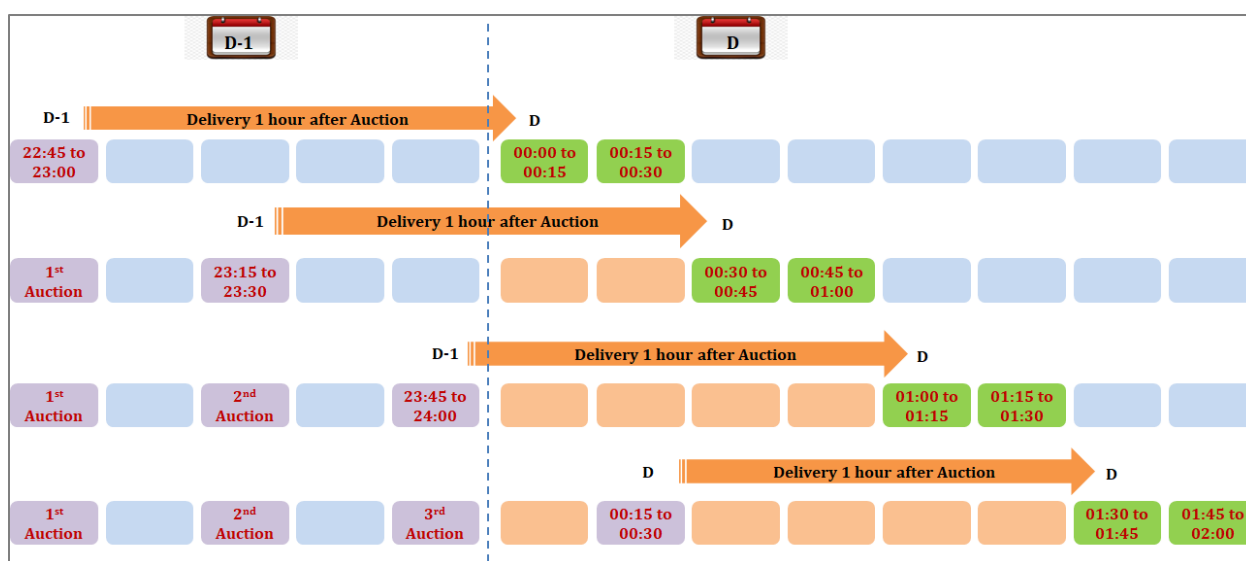 D-1
D
D-1
Delivery 1 hour after Auction
D
22:45 to
23:00
00:00 to
00:15
00:15 to
00:30
D-1
Delivery 1 hour after Auction
D
1st
Auction
23:15 to
23:30
00:30 to
00:45
00:45 to
01:00
D-1
Delivery 1 hour after Auction
D
1st
Auction
2nd
Auction
23:45 to
24:00
01:00 to
01:15
01:15 to
01:30
D
Delivery 1 hour after Auction
D
1st
Auction
2nd
Auction
3rd
Auction
00:15 to
00:30
01:30 to
01:45
01:45 to
02:00